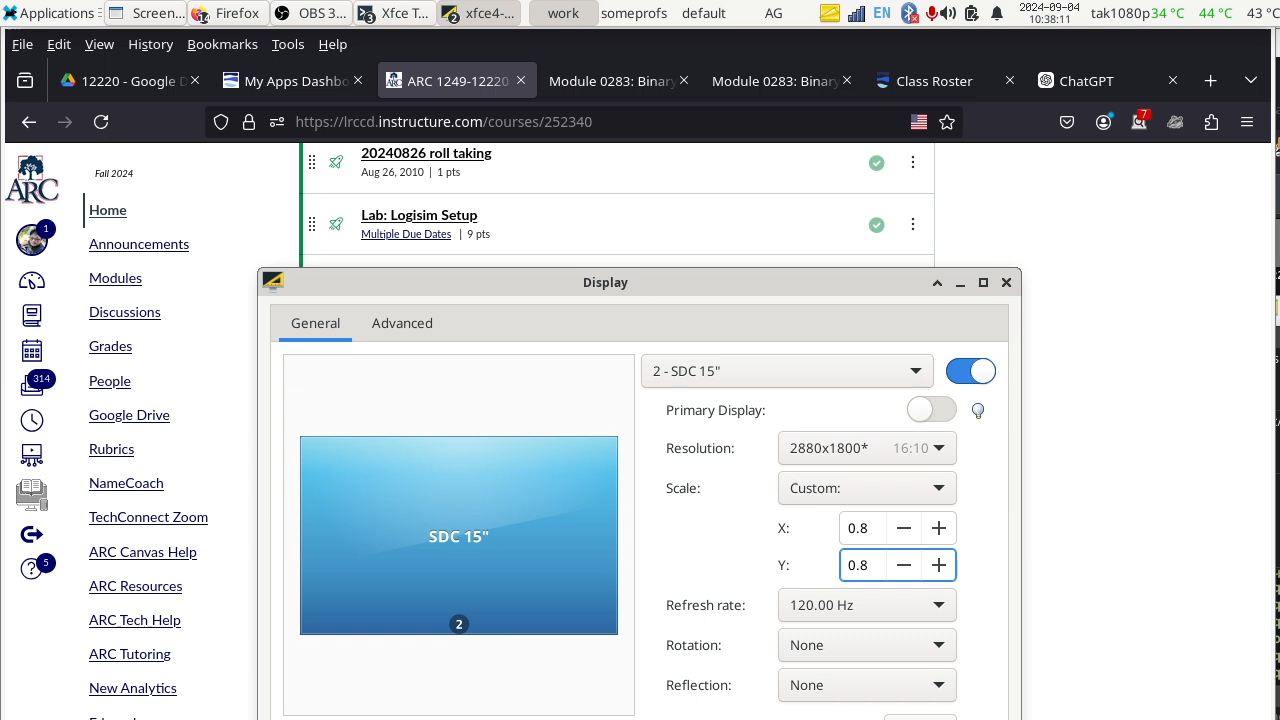 Applications Screen... Firefox OBS 3... Xfce T... xfce4-... work someprofs default AG EN 2024-09-04 tak1080p 34 °C 44 °C 43 °C
14 3 2 10:38:11
File Edit View History Bookmarks Tools Help
12220 - Google D My Apps Dashbo ARC 1249-12220 Module 0283: Binary Module 0283: Binary Class Roster ChatGPT
https://lrccd.instructure.com/courses/252340 7
ARC
Fall 2024
Home
Announcements
Modules
Discussions
Grades
People
Google Drive
Rubrics
NameCoach
TechConnect Zoom
ARC Canvas Help
ARC Resources
ARC Tech Help
ARC Tutoring
New Analytics
1
314
5
20240826 roll taking
Aug 26, 2010 | 1 pts
Lab: Logisim Setup
Multiple Due Dates | 9 pts
Display
General Advanced
SDC 15"
2
2 - SDC 15"
Primary Display:
Resolution: 2880x1800* 16:10
Scale: Custom:
X: 0.8
Y: 0.8
Refresh rate: 120.00 Hz
Rotation: None
Reflection: None